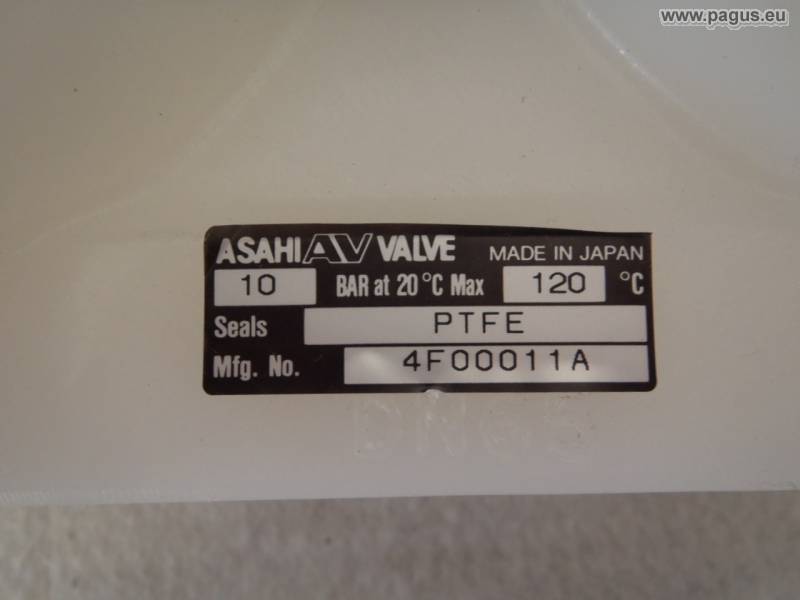 www.pagus.eu
ASAHI AV VALVE MADE IN JAPAN
10 BAR at 20 °C Max 120 °C
Seals PTFE
Mfg. No. 4F00011A
DN65